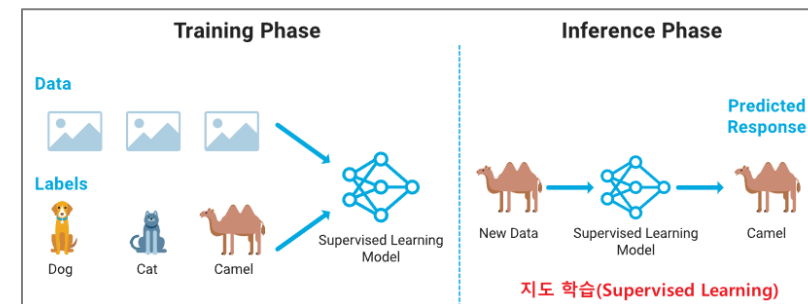 Training Phase
Data
Labels
Dog
Cat
Camel
Supervised Learning
Model
Inference Phase
Predicted
Response
New Data
Supervised Learning
Model
Camel
지도 학습(Supervised Learning)